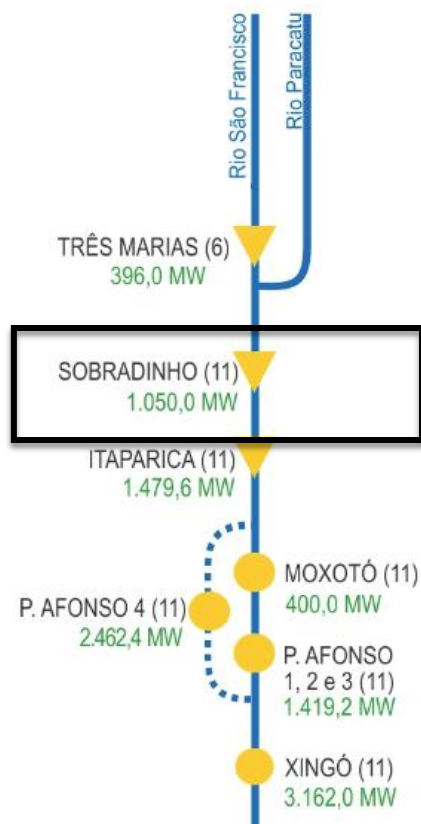 Rio São Francisco
Rio Paracatu
TRÊS MARIAS (6)
396,0 MW
SOBRADINHO (11)
1.050,0 MW
ITAPARICA (11)
1.479,6 MW
MOXOTÓ (11)
400,0 MW
P. AFONSO 4 (11)
2.462,4 MW
P. AFONSO
1, 2 e 3 (11)
1.419,2 MW
XINGÓ (11)
3.162,0 MW